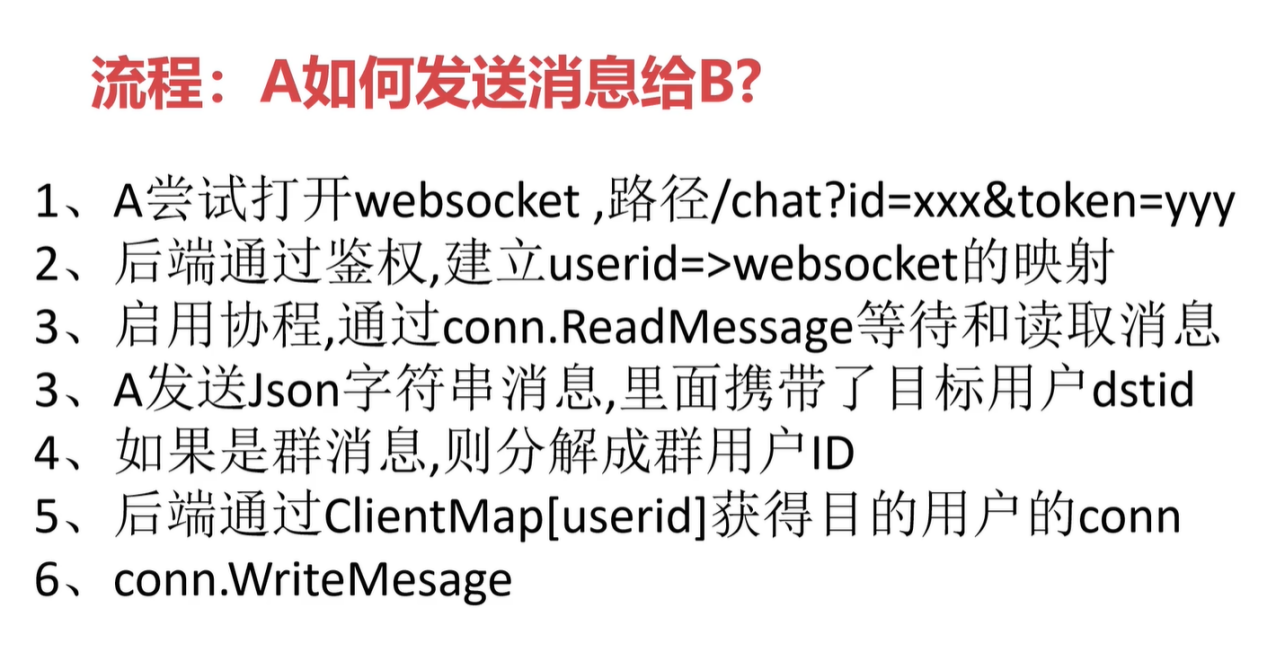 流程：A如何发送消息给B?
1、A尝试打开websocket ,路径/chat?id=xxx&token=yyy
2、后端通过鉴权,建立userid=>websocket的映射
3、启用协程,通过conn.ReadMessage等待和读取消息
3、A发送Json字符串消息,里面携带了目标用户dstid
4、如果是群消息,则分解成群用户ID
5、后端通过ClientMap[userid]获得目的用户的conn
6、conn.WriteMesage